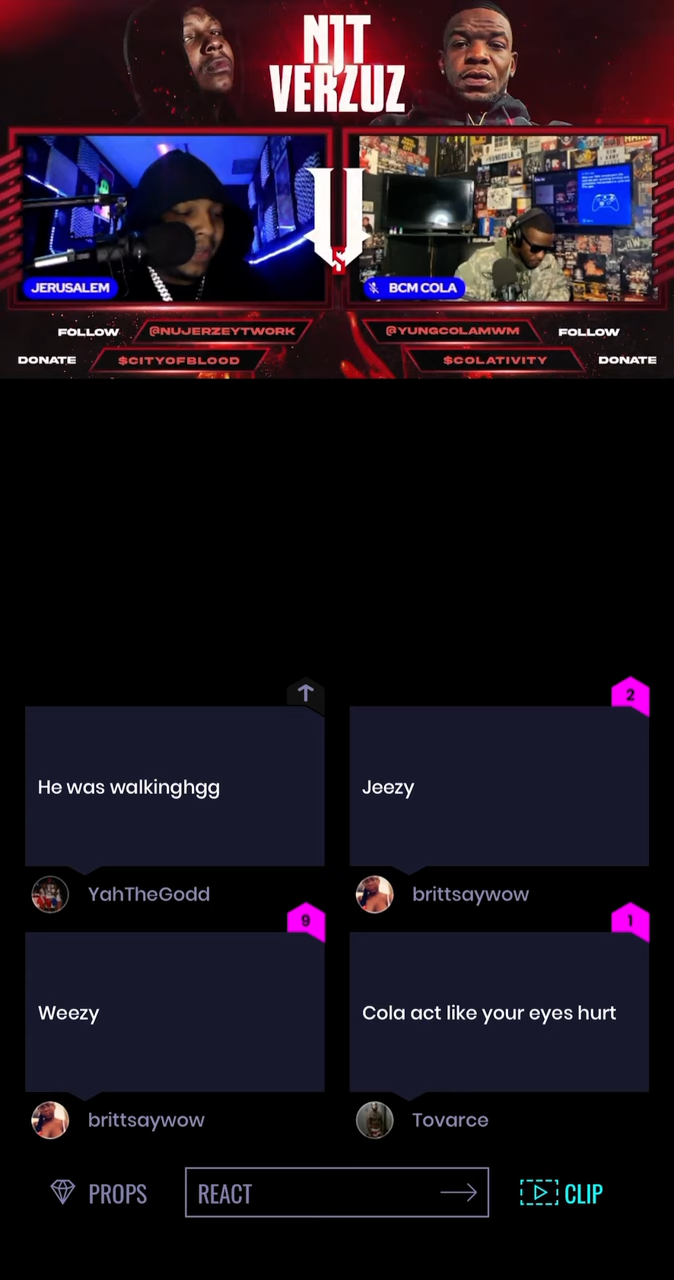 NJT
VERZUZ
JERUSALEM
BCM COLA
FOLLOW @NUJERZEYTWORK
@YUNGCOLAMWM FOLLOW
DONATE $CITYOFBLOOD
$COLATIVITY DONATE
He was walkinghgg
YahTheGodd
2
Jeezy
brittsaywow
9
Weezy
brittsaywow
1
Cola act like your eyes hurt
Tovarce
PROPS
REACT
CLIP